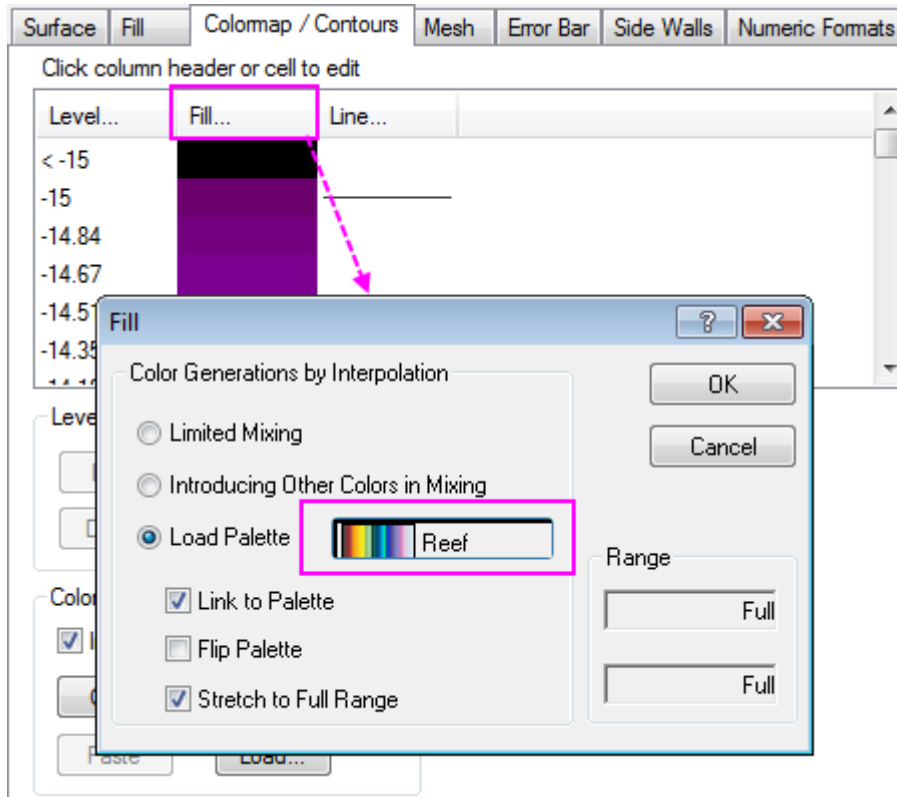 Surface Fill Colormap / Contours Mesh Error Bar Side Walls Numeric Formats
Click column header or cell to edit
Level... Fill... Line...
< -15
-15
-14.84
-14.67
-14.51
-14.35
Fill
Color Generations by Interpolation
OK
Limited Mixing
Cancel
Introducing Other Colors in Mixing
Load Palette Reef
Range
Link to Palette
Full
Flip Palette
Stretch to Full Range
Full
Leve
Color
Paste Load...